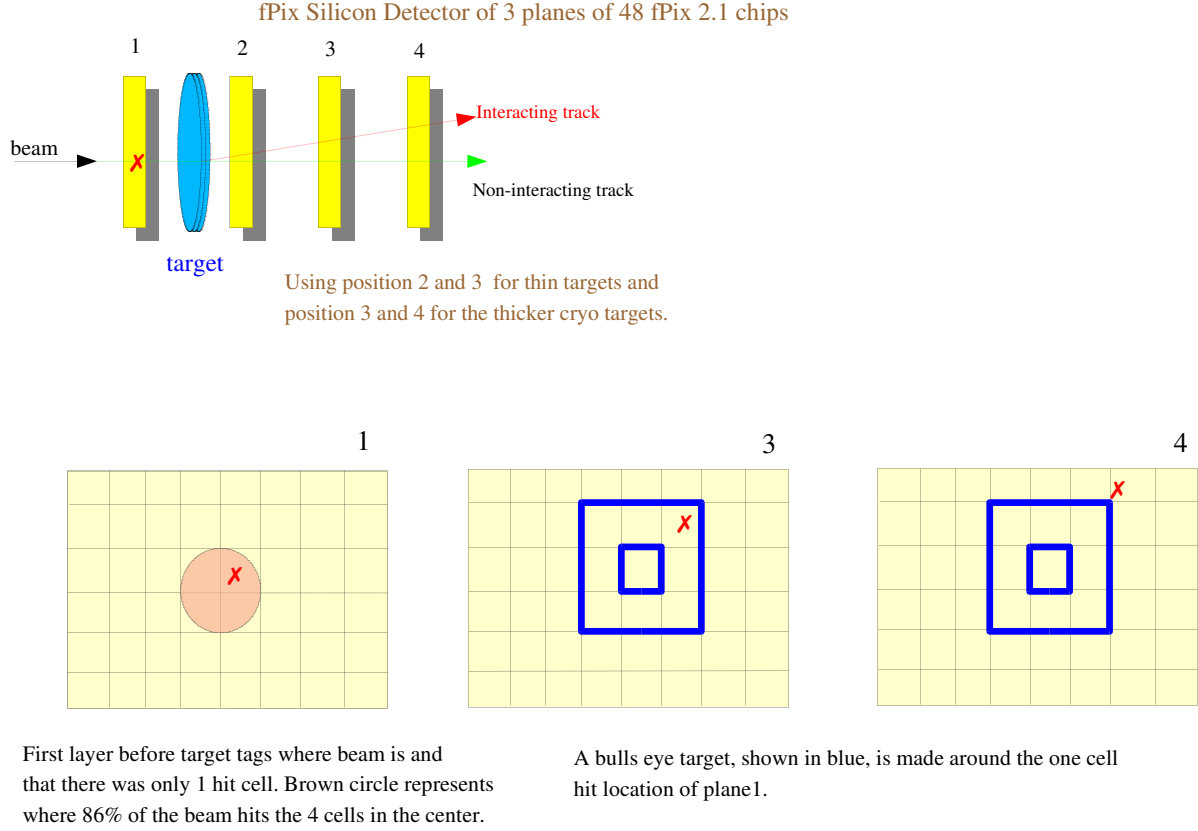 fPix Silicon Detector of 3 planes of 48 fPix 2.1 chips
1
2
3
4
Interacting track
beam
Non-interacting track
target
Using position 2 and 3 for thin targets and
position 3 and 4 for the thicker cryo targets.
1
3
4
First layer before target tags where beam is and
that there was only 1 hit cell. Brown circle represents
where 86% of the beam hits the 4 cells in the center.
A bulls eye target, shown in blue, is made around the one cell
hit location of plane1.